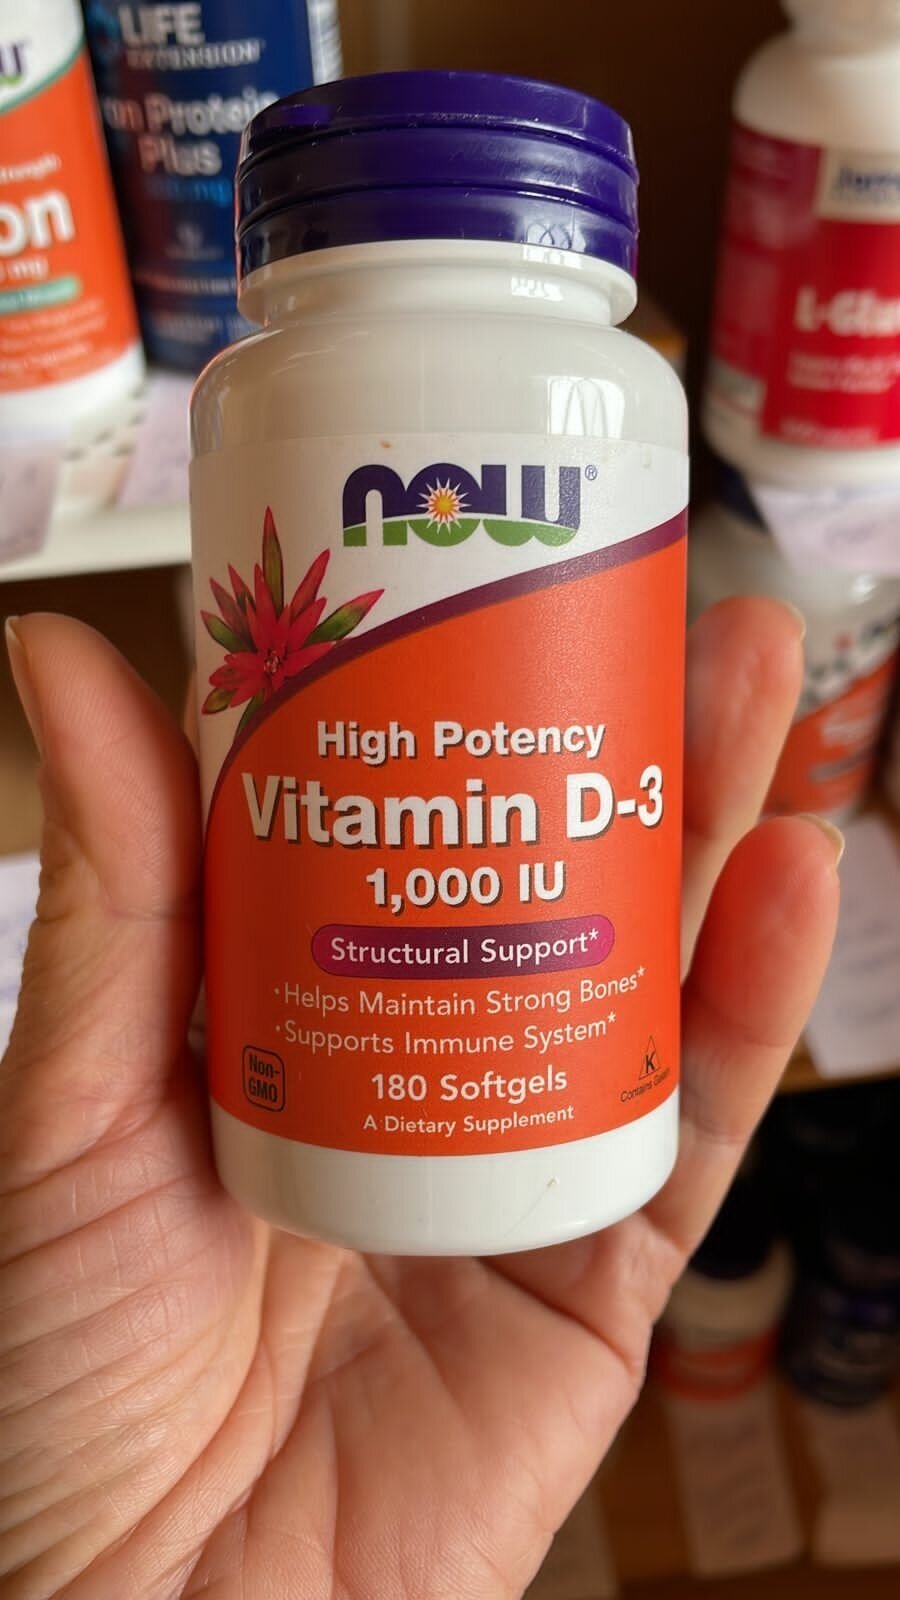 LIFE
EXTENSION
Protein
Plus
now®
High Potency
Vitamin D-3
1,000 IU
Structural Support*
·Helps Maintain Strong Bones*
·Supports Immune System*
Non-
GMO
180 Softgels
A Dietary Supplement
K
Contains